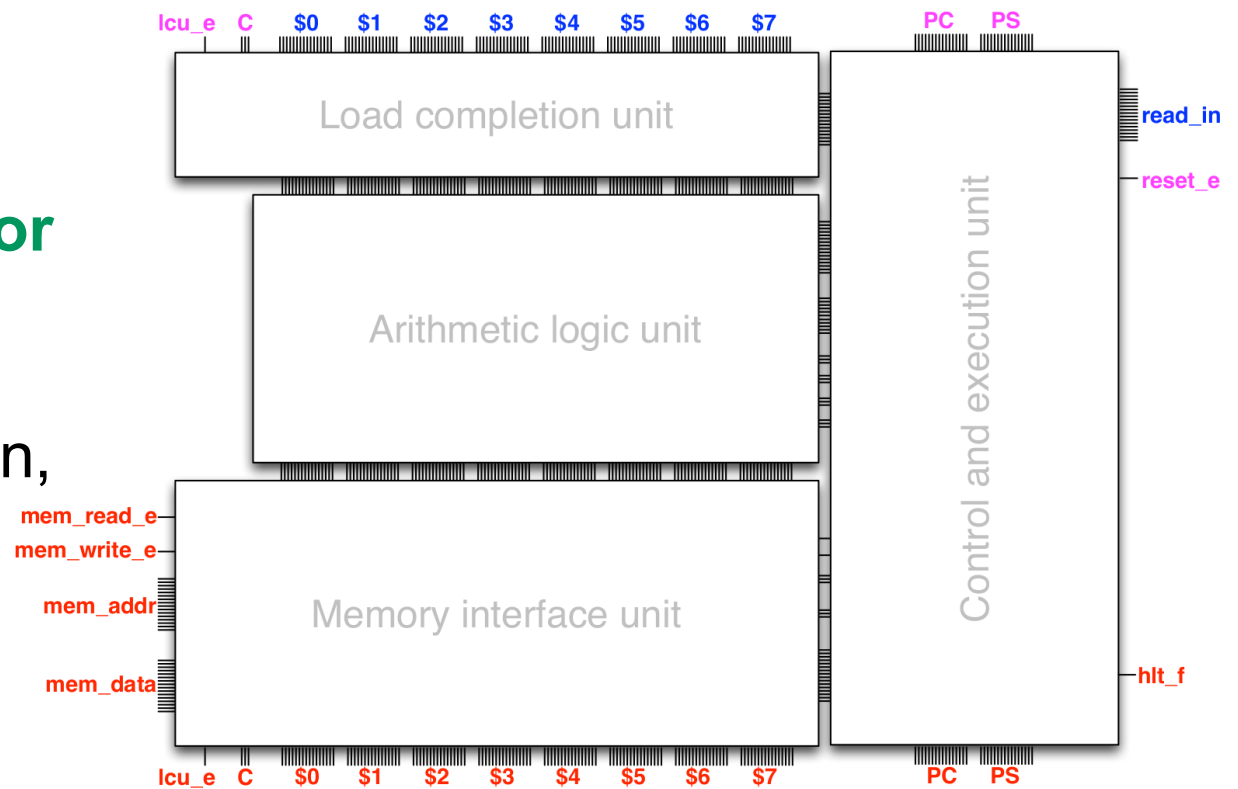 lcu_e C $0 $1 $2 $3 $4 $5 $6 $7 PC PS
Load completion unit
read_in
reset_e
or
Arithmetic logic unit
Control and execution unit
n,
mem_read_e
mem_write_e
mem_addr
Memory interface unit
mem_data
hlt_f
lcu_e C $0 $1 $2 $3 $4 $5 $6 $7 PC PS